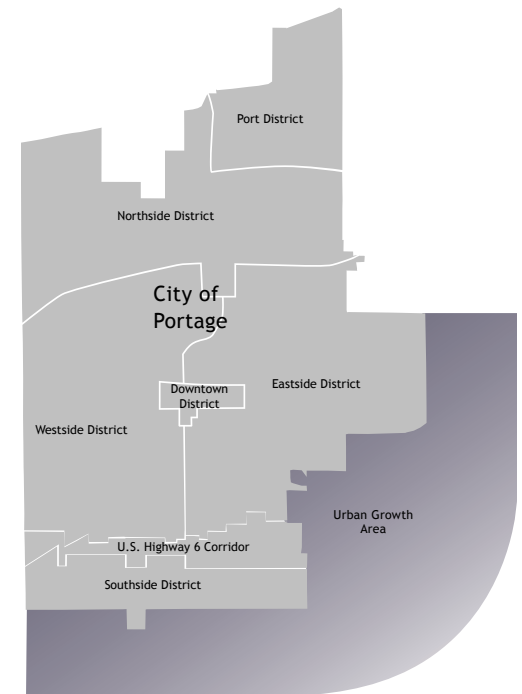 Port District
Northside District
City of
Portage
Downtown
District
Eastside District
Westside District
Urban Growth
Area
U.S. Highway 6 Corridor
Southside District